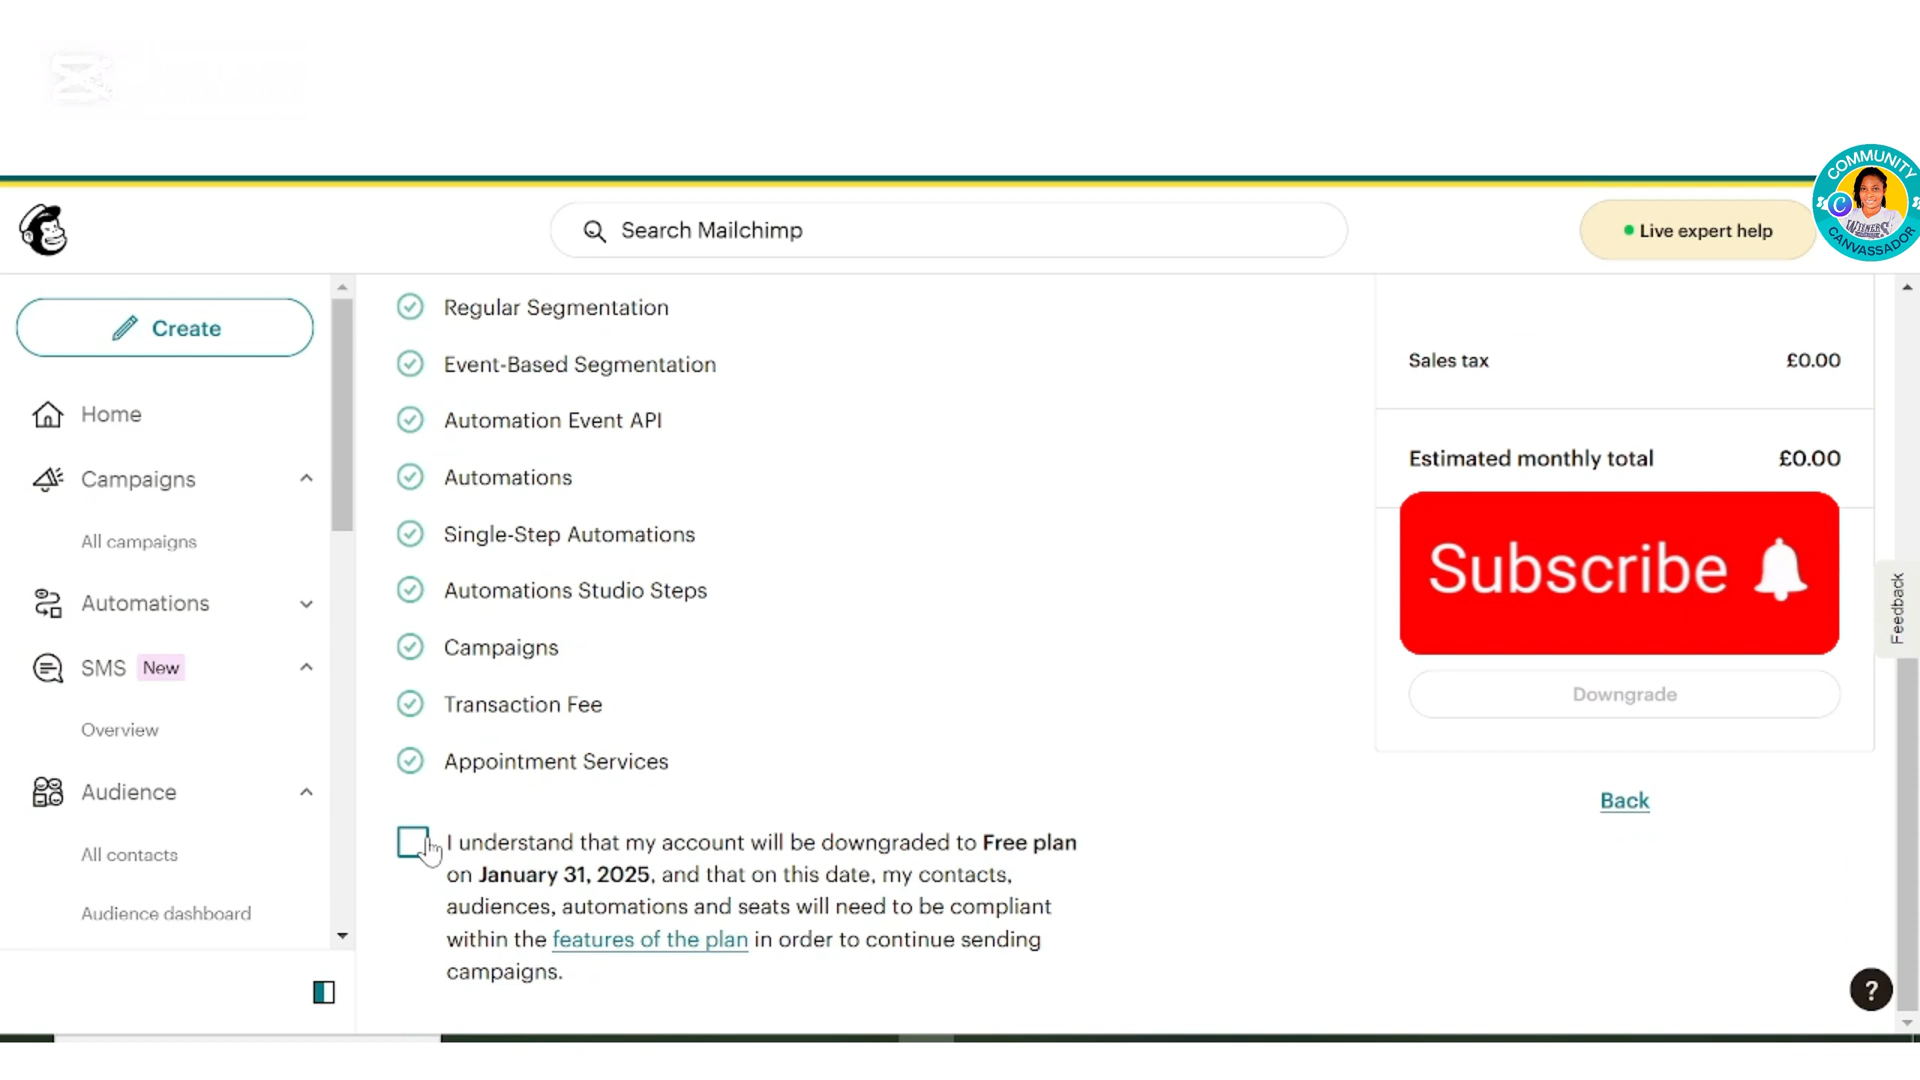 COMMUNITY
CANVASSADOR
C
WINNERS
Search Mailchimp
Live expert help
Create
Home
Campaigns
All campaigns
Automations
SMS New
Overview
Audience
All contacts
Audience dashboard
Regular Segmentation
Event-Based Segmentation
Automation Event API
Automations
Single-Step Automations
Automations Studio Steps
Campaigns
Transaction Fee
Appointment Services
I understand that my account will be downgraded to Free plan
on January 31, 2025, and that on this date, my contacts,
audiences, automations and seats will need to be compliant
within the features of the plan in order to continue sending
campaigns.
Sales tax £0.00
Estimated monthly total £0.00
Subscribe
Downgrade
Back
Feedback
?